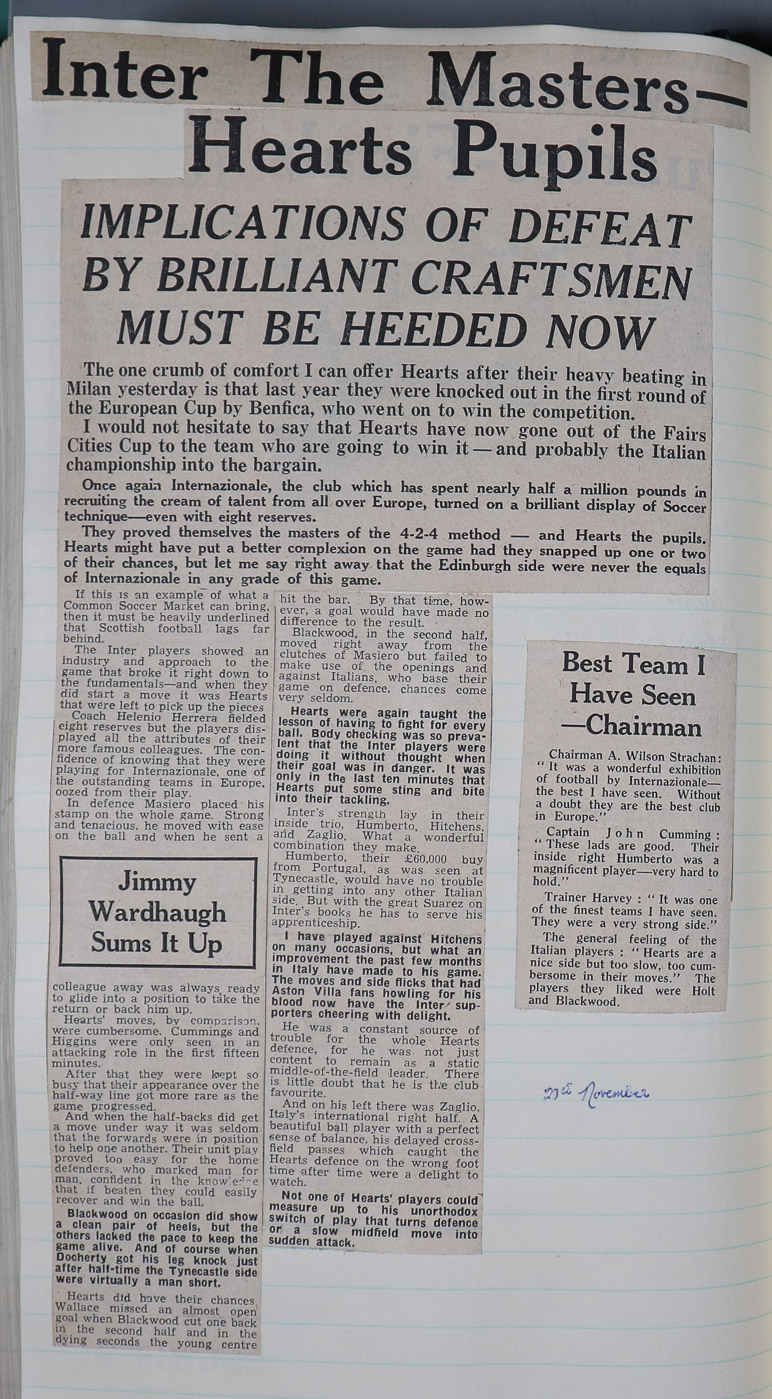 Inter The Masters—
Hearts Pupils
IMPLICATIONS OF DEFEAT
BY BRILLIANT CRAFTSMEN
MUST BE HEEDED NOW
The one crumb of comfort I can offer Hearts after their heavy beating in
Milan yesterday is that last year they were knocked out in the first round of
the European Cup by Benfica, who went on to win the competition.
I would not hesitate to say that Hearts have now gone out of the Fairs
Cities Cup to the team who are going to win it — and probably the Italian
championship into the bargain.
Once again Internazionale, the club which has spent nearly half a million pounds in
recruiting the cream of talent from all over Europe, turned on a brilliant display of Soccer
technique—even with eight reserves.
They proved themselves the masters of the 4-2-4 method — and Hearts the pupils.
Hearts might have put a better complexion on the game had they snapped up one or two
of their chances, but let me say right away that the Edinburgh side were never the equals
of Internazionale in any grade of this game.
If this is an example of what a
Common Soccer Market can bring,
then it must be heavily underlined
that Scottish football lags far
behind.
The Inter players showed an
industry and approach to the
game that broke it right down to
the fundamentals—and when they
did start a move it was Hearts
that were left to pick up the pieces
Coach Helenio Herrera fielded
eight reserves but the players dis-
played all the attributes of their
more famous colleagues. The con-
fidence of knowing that they were
playing for Internazionale, one of
the outstanding teams in Europe,
oozed from their play.
In defence Masiero placed his
stamp on the whole game. Strong
and tenacious, he moved with ease
on the ball and when he sent a
Jimmy
Wardhaugh
Sums It Up
colleague away was always ready
to glide into a position to take the
return or back him up.
Hearts' moves, by comparison,
were cumbersome. Cummings and
Higgins were only seen in an
attacking role in the first fifteen
minutes.
After that they were kept so
busy that their appearance over the
half-way line got more rare as the
game progressed.
And when the half-backs did get
a move under way it was seldom
that the forwards were in position
to help one another. Their unit play
proved too easy for the home
defenders, who marked man for
man, confident in the knowledge
that if beaten they could easily
recover and win the ball.
Blackwood on occasion did show
a clean pair of heels, but the
others lacked the pace to keep the
game alive. And of course when
Docherty got his leg knock just
after half-time the Tynecastle side
were virtually a man short.
Hearts did have their chances
Wallace missed an almost open
goal when Blackwood cut one back
in the second half and in the
dying seconds the young centre
hit the bar. By that time, how-
ever, a goal would have made no
difference to the result.
Blackwood, in the second half,
moved right away from the
clutches of Masiero but failed to
make use of the openings and
against Italians, who base their
game on defence, chances come
very seldom.
Hearts were again taught the
lesson of having to fight for every
ball. Body checking was so preva-
lent that the Inter players were
doing it without thought when
their goal was in danger. It was
only in the last ten minutes that
Hearts put some sting and bite
into their tackling.
Inter's strength lay in their
inside trio, Humberto, Hitchens,
and Zaglio. What a wonderful
combination they make.
Humberto, their £60,000 buy
from Portugal, as was seen at
Tynecastle, would have no trouble
in getting into any other Italian
side. But with the great Suarez on
Inter's books he has to serve his
apprenticeship.
I have played against Hitchens
on many occasions, but what an
improvement the past few months
in Italy have made to his game.
The moves and side flicks that had
Aston Villa fans howling for his
blood now have the Inter sup-
porters cheering with delight.
He was a constant source of
trouble for the whole Hearts
defence, for he was not just
content to remain as a static
middle-of-the-field leader. There
is little doubt that he is the club
favourite.
And on his left there was Zaglio,
Italy's international right half. A
beautiful ball player with a perfect
sense of balance, his delayed cross-
field passes which caught the
Hearts defence on the wrong foot
time after time were a delight to
watch.
Not one of Hearts' players could
measure up to his unorthodox
switch of play that turns defence
or a slow midfield move into
sudden attack.
Best Team I
Have Seen
—Chairman
Chairman A. Wilson Strachan:
" It was a wonderful exhibition
of football by Internazionale—
the best I have seen. Without
a doubt they are the best club
in Europe."
Captain John Cumming :
" These lads are good. Their
inside right Humberto was a
magnificent player—very hard to
hold."
Trainer Harvey : " It was one
of the finest teams I have seen.
They were a very strong side."
The general feeling of the
Italian players : " Hearts are a
nice side but too slow, too cum-
bersome in their moves." The
players they liked were Holt
and Blackwood.
November